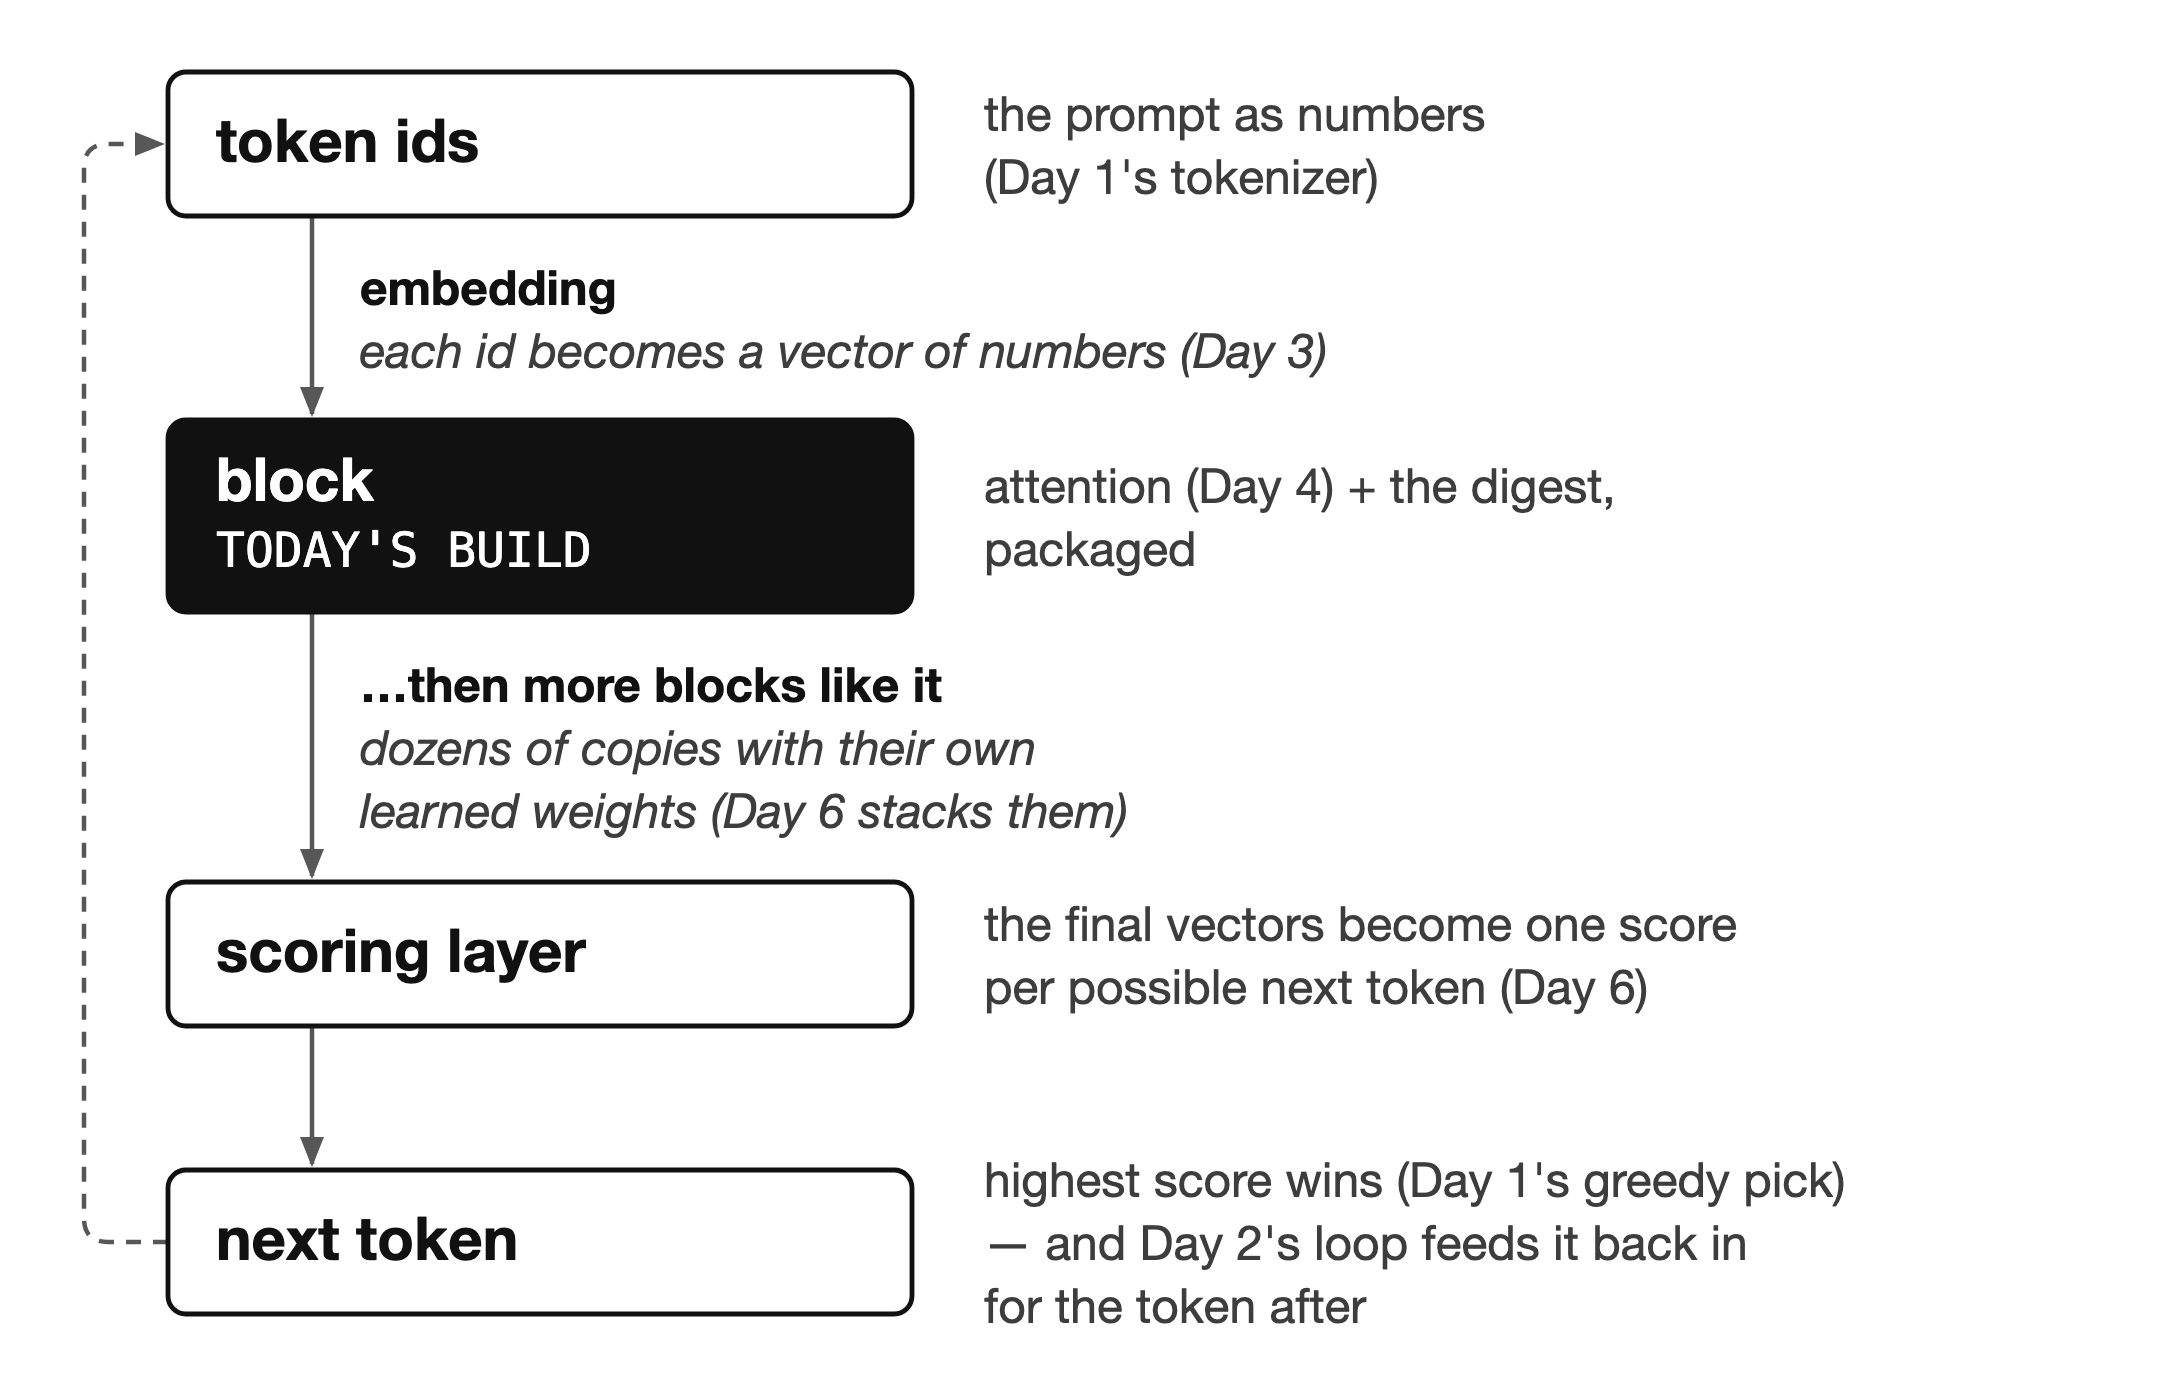 token ids
the prompt as numbers
(Day 1's tokenizer)
embedding
each id becomes a vector of numbers (Day 3)
block
TODAY'S BUILD
attention (Day 4) + the digest,
packaged
...then more blocks like it
dozens of copies with their own
learned weights (Day 6 stacks them)
scoring layer
the final vectors become one score
per possible next token (Day 6)
next token
highest score wins (Day 1's greedy pick)
— and Day 2's loop feeds it back in
for the token after